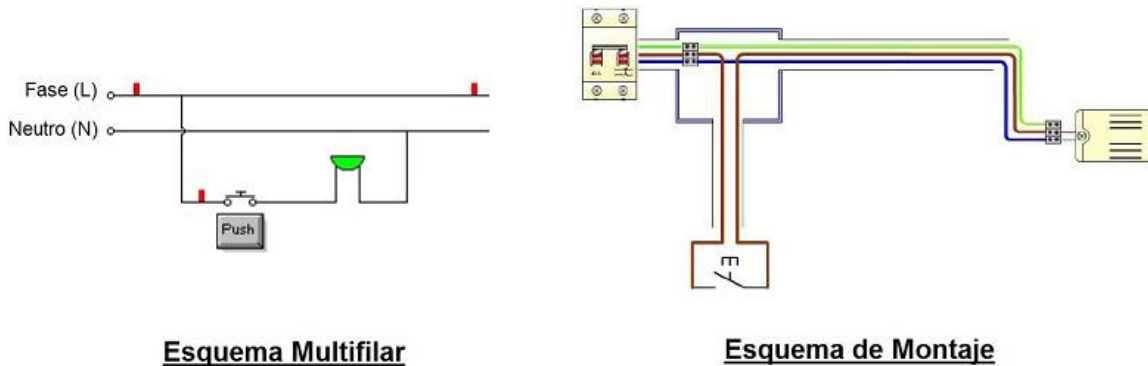 Fase (L)
Neutro (N)
Push
Esquema Multifilar
Esquema de Montaje